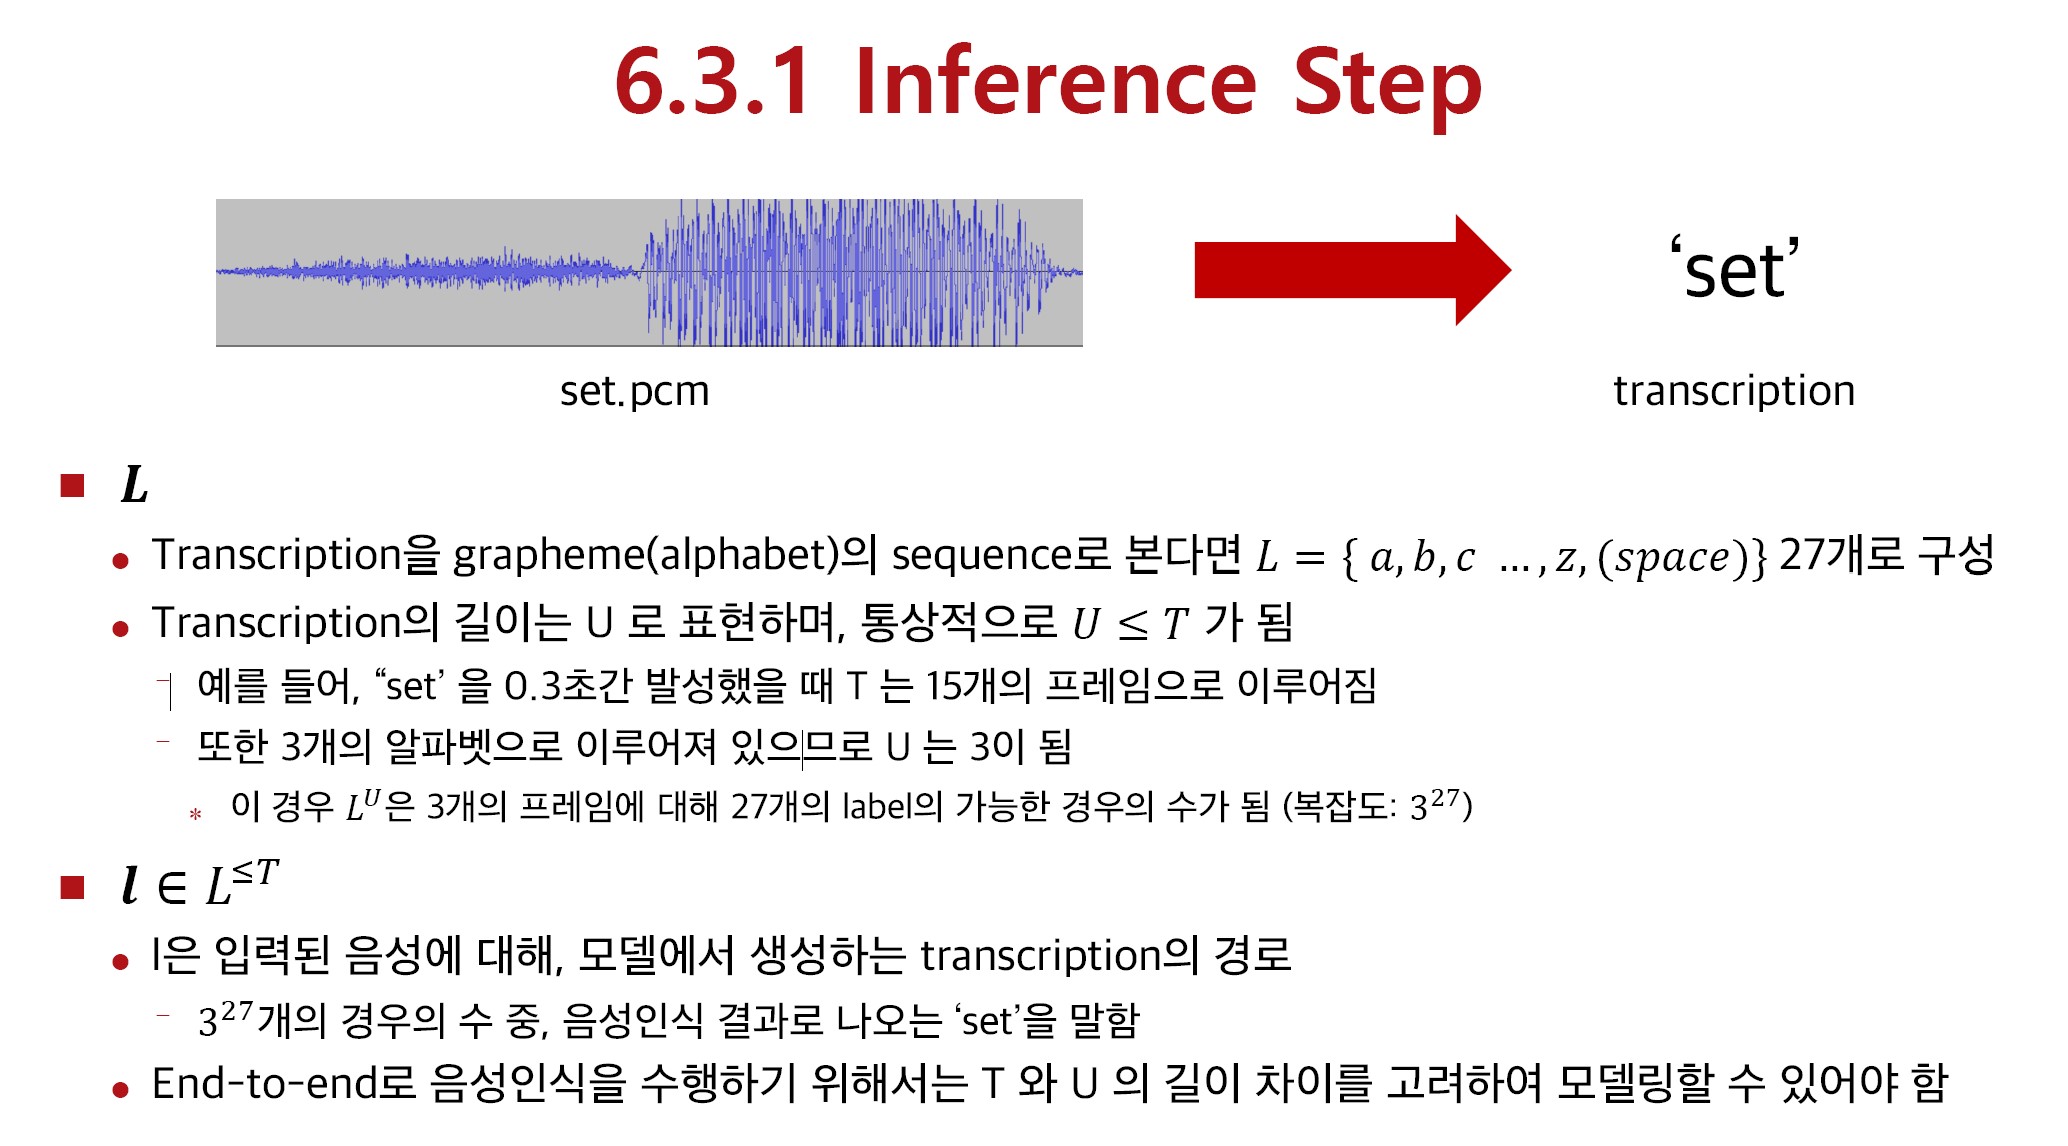 6.3.1 Inference Step
‘set’
set.pcm
transcription
■ L
● Transcription을 grapheme(alphabet)의 sequence로 본다면 L = { a, b, c ... , z, (space)} 27개로 구성
● Transcription의 길이는 U 로 표현하며, 통상적으로 U ≤ T 가 됨
– 예를 들어, “set’ 을 0.3초간 발성했을 때 T 는 15개의 프레임으로 이루어짐
– 또한 3개의 알파벳으로 이루어져 있으므로 U 는 3이 됨
* 이 경우 L^U은 3개의 프레임에 대해 27개의 label의 가능한 경우의 수가 됨 (복잡도: 3^27)
■ l ∈ L^≤T
● l은 입력된 음성에 대해, 모델에서 생성하는 transcription의 경로
– 3^27개의 경우의 수 중, 음성인식 결과로 나오는 ‘set’을 말함
● End-to-end로 음성인식을 수행하기 위해서는 T 와 U 의 길이 차이를 고려하여 모델링할 수 있어야 함